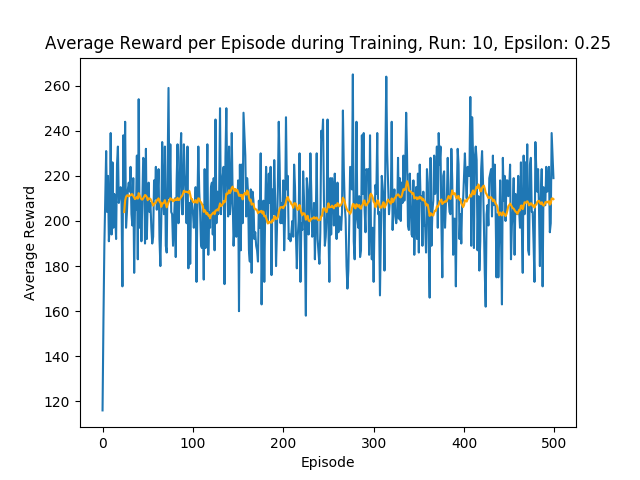 Average Reward per Episode during Training, Run: 10, Epsilon: 0.25
Average Reward
260
240
220
200
180
160
140
120
0 100 200 300 400 500
Episode